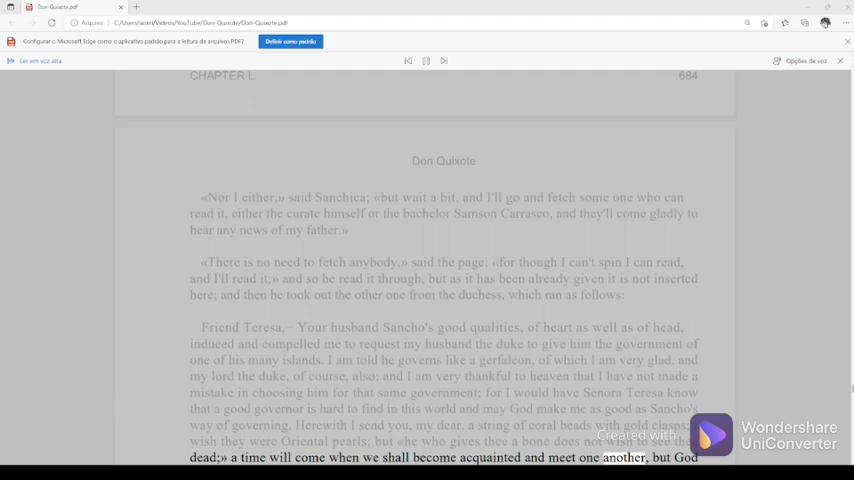 Don-Quixote.pdf
Arquivo
C:/Users/xorm/Videos/YouTube/Don-Quixote/Don-Quixote.pdf
Configurar o Microsoft Edge como o aplicativo padrão para a leitura de arquivos PDF?
Definir como padrão
Ler em voz alta
Opções de voz
CHAPTER L 684
Don Quixote
«Nor I either,» said Sanchica; «but wait a bit, and I'll go and fetch some one who can
read it, either the curate himself or the bachelor Samson Carrasco, and they'll come gladly to
hear any news of my father.»
«There is no need to fetch anybody,» said the page; «for though I can't spin I can read,
and I'll read it;» and so he read it through, but as it has been already given it is not inserted
here; and then he took out the other one from the duchess, which ran as follows:
Friend Teresa,– Your husband Sancho's good qualities, of heart as well as of head,
induced and compelled me to request my husband the duke to give him the government of
one of his many islands. I am told he governs like a gerfalcon, of which I am very glad, and
my lord the duke, of course, also; and I am very thankful to heaven that I have not made a
mistake in choosing him for that same government; for I would have Senora Teresa know
that a good governor is hard to find in this world and may God make me as good as Sancho's
way of governing. Herewith I send you, my dear, a string of coral beads with gold clasps; I
wish they were Oriental pearls; but «he who gives thee a bone does not wish to see thee
dead;» a time will come when we shall become acquainted and meet one another, but God
Created with
Wondershare
UniConverter